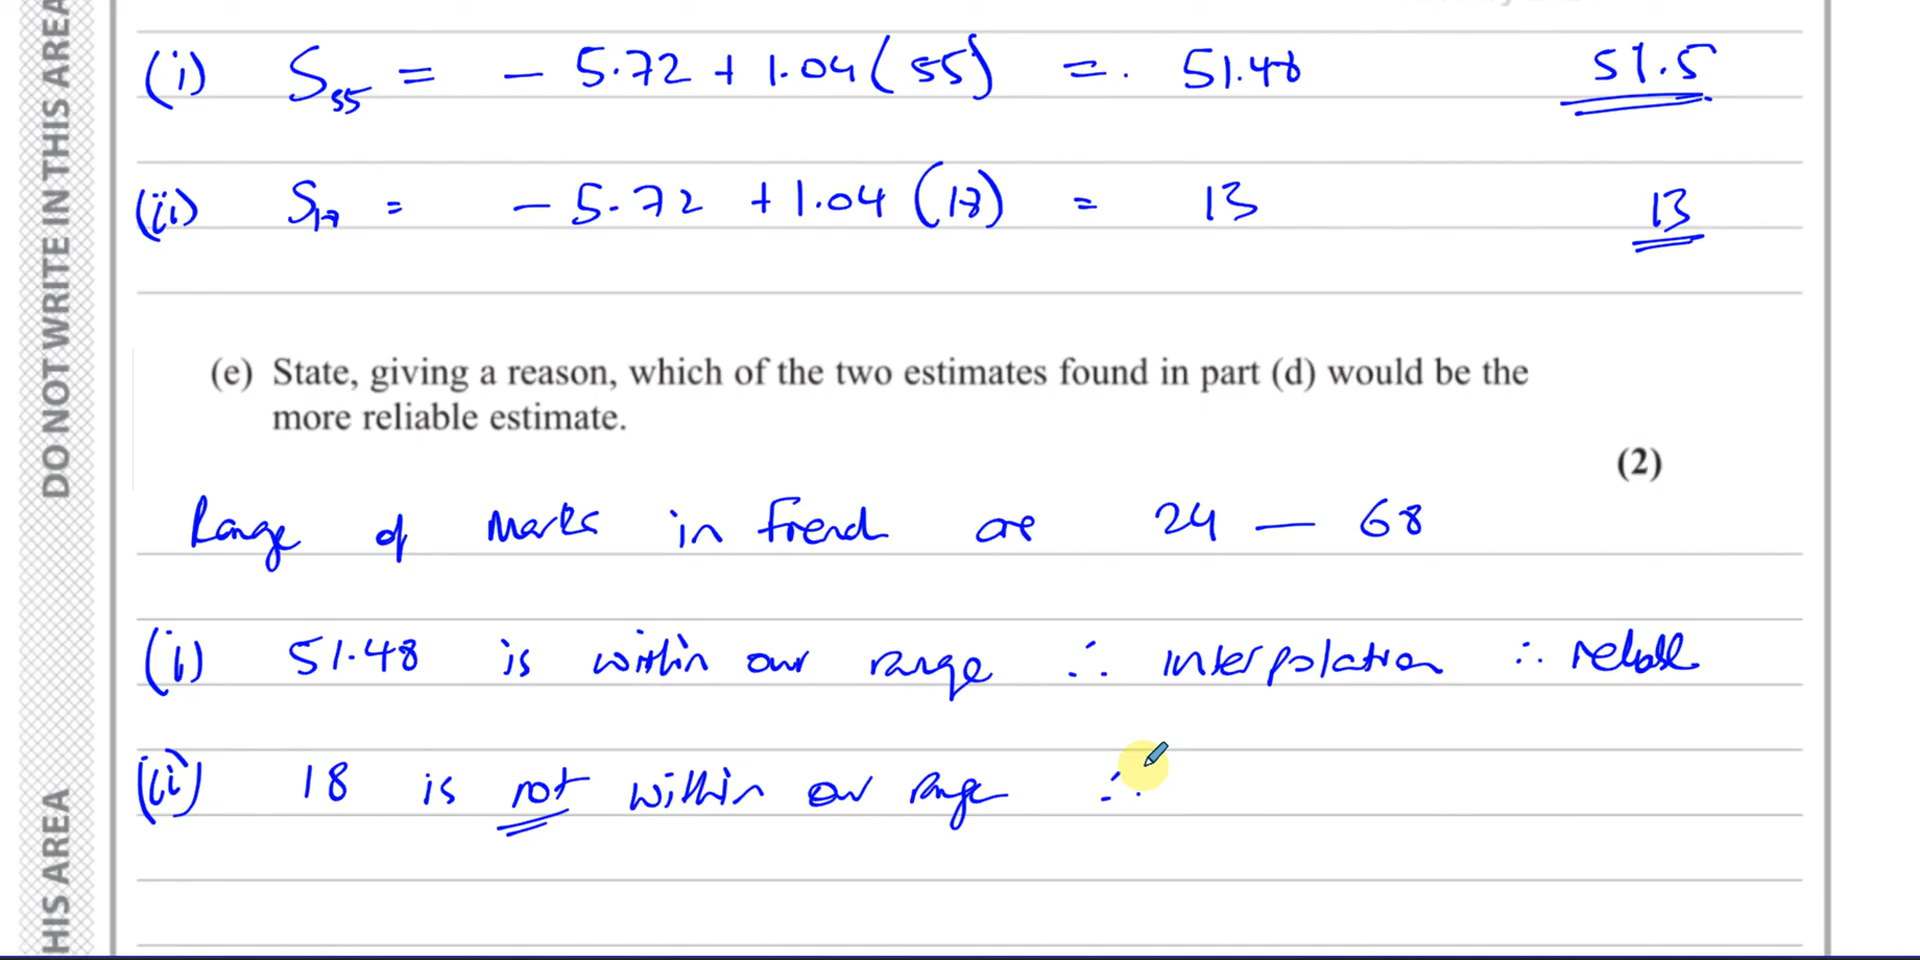 (i) S55 = - 5.72 + 1.04(55) = . 51.48 51.5
(ii) S17 = - 5.72 + 1.04(18) = 13 13
(e) State, giving a reason, which of the two estimates found in part (d) would be the
more reliable estimate.
(2)
Range of Marks in French are 24 — 68
(i) 51.48 is within our range ∴ interpolation ∴ reliable
(ii) 18 is not within our range ∴
DO NOT WRITE IN THIS AREA
HIS AREA